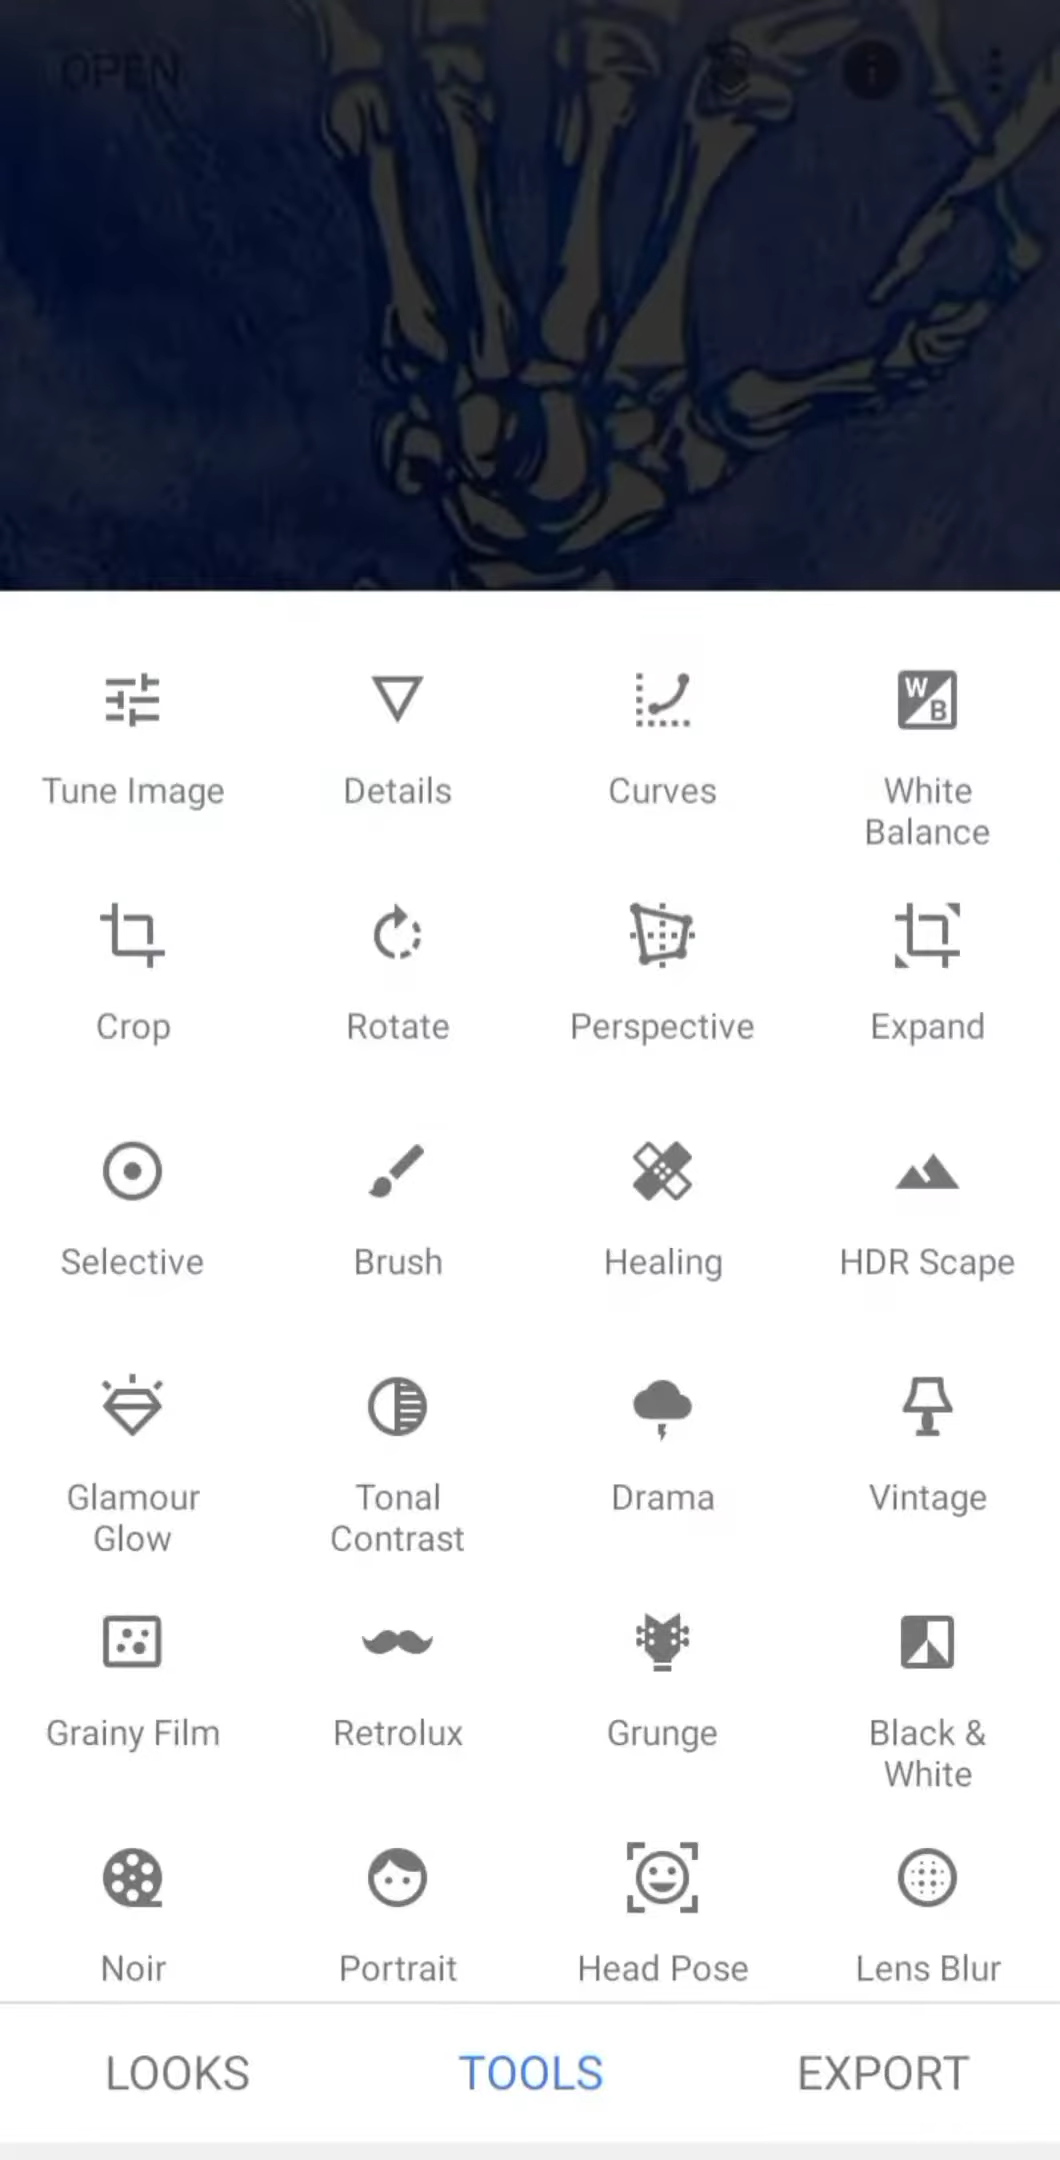 OPEN
Tune Image
Details
Curves
White
Balance
Crop
Rotate
Perspective
Expand
Selective
Brush
Healing
HDR Scape
Glamour
Glow
Tonal
Contrast
Drama
Vintage
Grainy Film
Retrolux
Grunge
Black &
White
Noir
Portrait
Head Pose
Lens Blur
LOOKS
TOOLS
EXPORT